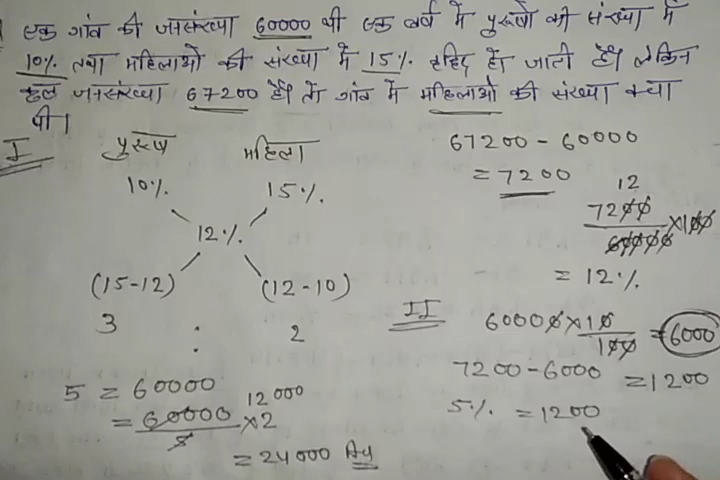 एक गांव की जनसंख्या 60000 थी एक वर्ष में पुरूषो की संख्या में
10% तथा महिलाओ की संख्या में 15% वृद्दि हो जाती है। लेकिन
कुल जनसंख्या 67200 है। तो गांव में महिलाओ की संख्या क्या
थी।
I
पुरूष महिला
10% 15%
12%
(15-12) (12-10)
3 : 2
5 = 60000
12000
= 60000/5 ×2
= 24000 Ay
67200 - 60000
= 7200
12
7200/60000 ×100
= 12%
II
60000×10/100 = 6000
7200-6000 = 1200
5% = 1200